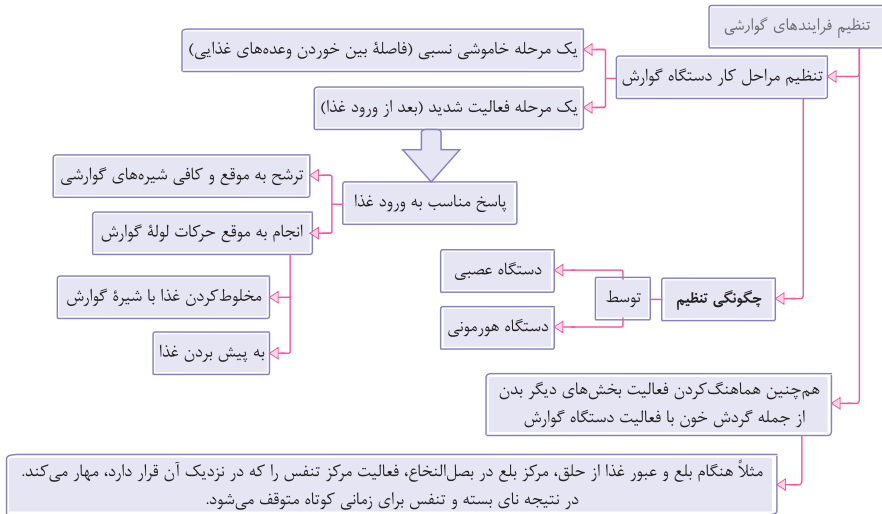 تنظیم فرایندهای گوارشی
تنظیم مراحل کار دستگاه گوارش
یک مرحله خاموشی نسبی (فاصلهٔ بین خوردن وعده‌های غذایی)
یک مرحله فعالیت شدید (بعد از ورود غذا)
پاسخ مناسب به ورود غذا
ترشح به موقع و کافی شیره‌های گوارشی
انجام به موقع حرکات لولهٔ گوارش
مخلوط‌کردن غذا با شیرهٔ گوارش
به پیش بردن غذا
چگونگی تنظیم
توسط
دستگاه عصبی
دستگاه هورمونی
هم‌چنین هماهنگ‌کردن فعالیت بخش‌های دیگر بدن
از جمله گردش خون با فعالیت دستگاه گوارش
مثلاً هنگام بلع و عبور غذا از حلق، مرکز بلع در بصل‌النخاع، فعالیت مرکز تنفس را که در نزدیک آن قرار دارد، مهار می‌کند.
در نتیجه نای بسته و تنفس برای زمانی کوتاه متوقف می‌شود.